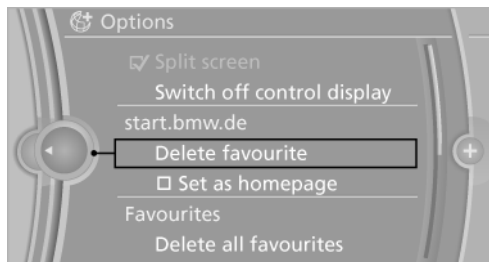 Options
Split screen
Switch off control display
start.bmw.de
Delete favourite
Set as homepage
Favourites
Delete all favourites